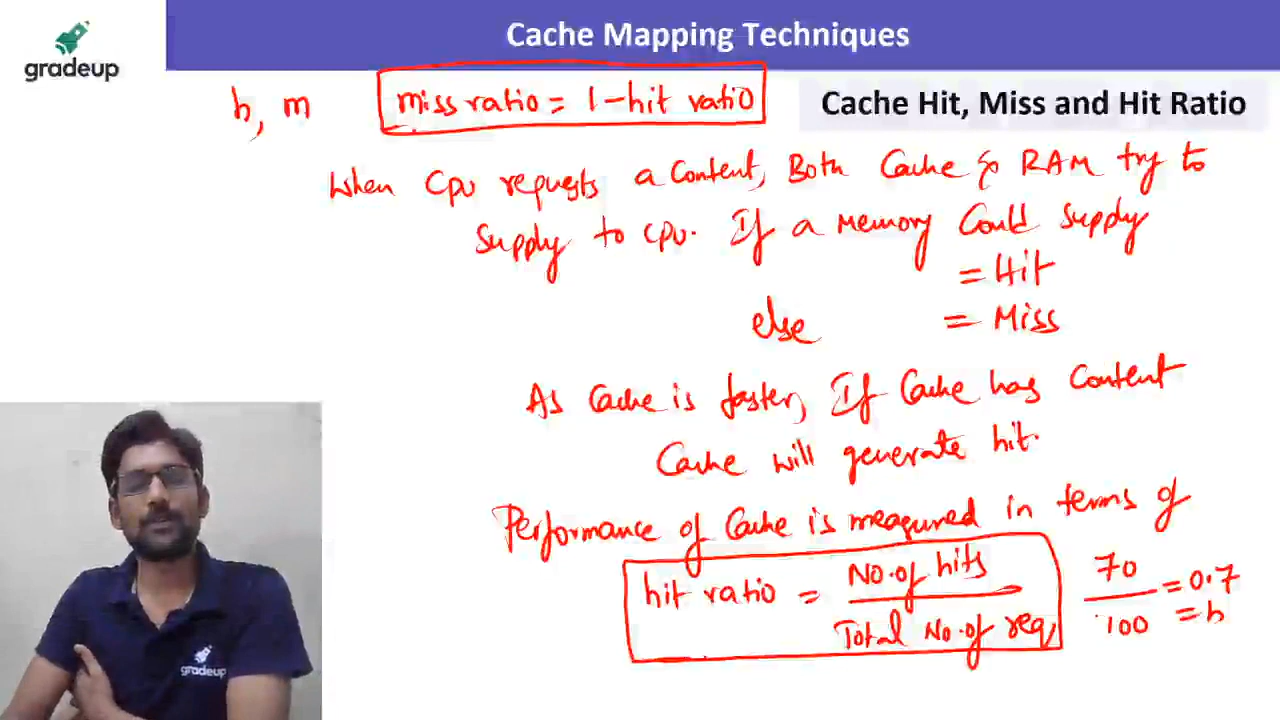 gradeup
Cache Mapping Techniques
Cache Hit, Miss and Hit Ratio
h, m
miss ratio = 1 - hit ratio
When CPU requests a Content, Both Cache & RAM try to
Supply to CPU. If a Memory Could Supply
= Hit
else = Miss
As Cache is faster, If Cache has Content
Cache will generate hit.
Performance of Cache is measured in terms of
hit ratio = No. of hits
Total No. of req
70
100
= 0.7
= h
gradeup